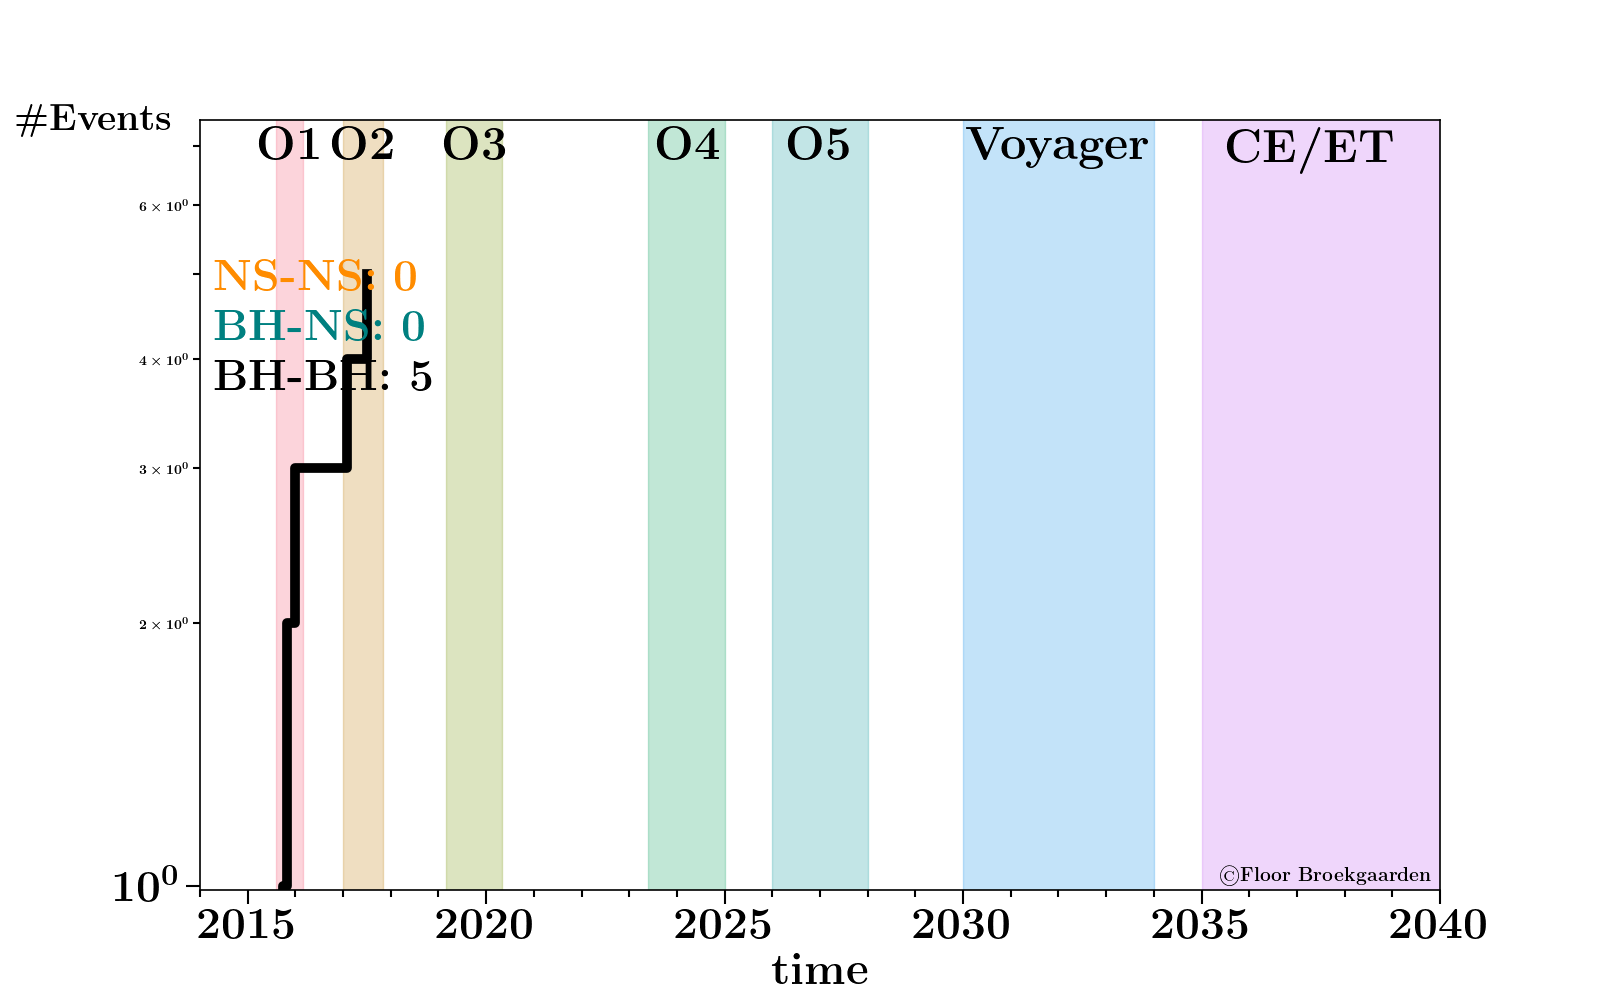 #Events
O1 O2 O3 O4 O5 Voyager CE/ET
6 × 10⁰
NS-NS: 0
BH-NS: 0
4 × 10⁰
BH-BH: 5
3 × 10⁰
2 × 10⁰
©Floor Broekgaarden
10⁰
2015 2020 2025 2030 2035 2040
time